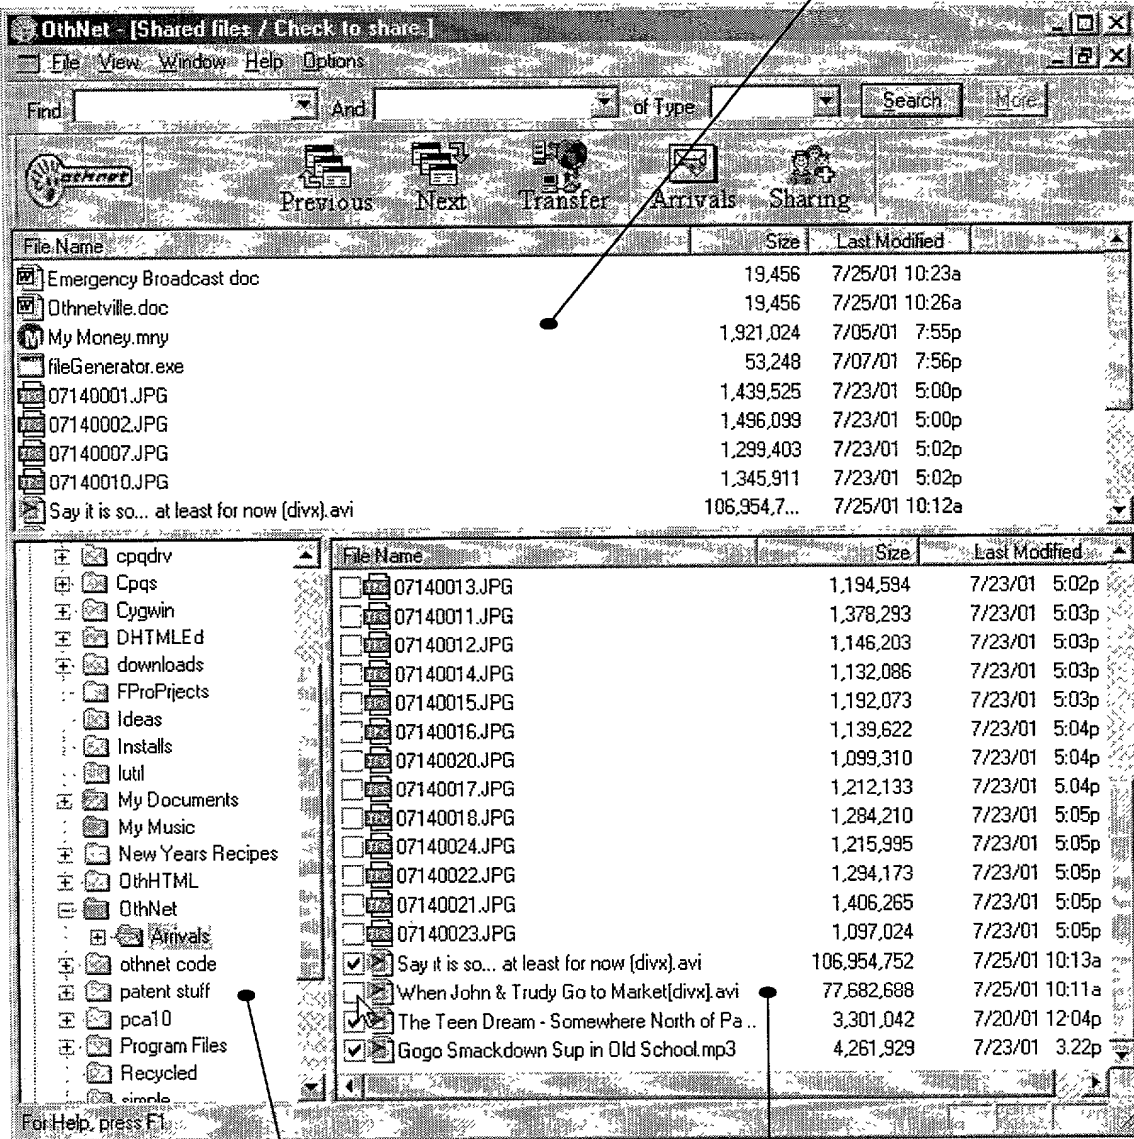 OthNet - [Shared files / Check to share.]
File View Window Help Options
Find And of Type Search More
othnet Previous Next Transfer Arrivals Sharing
File Name Size Last Modified
Emergency Broadcast doc 19,456 7/25/01 10:23a
Othnetville.doc 19,456 7/25/01 10:26a
My Money.mny 1,921,024 7/05/01 7:55p
fileGenerator.exe 53,248 7/07/01 7:56p
07140001.JPG 1,439,525 7/23/01 5:00p
07140002.JPG 1,496,099 7/23/01 5:00p
07140007.JPG 1,299,403 7/23/01 5:02p
07140010.JPG 1,345,911 7/23/01 5:02p
Say it is so... at least for now (divx).avi 106,954,7... 7/25/01 10:12a
cpqdrv
Cpqs
Cygwin
DHTMLEd
downloads
FProPrjects
Ideas
Installs
lutil
My Documents
My Music
New Years Recipes
OthHTML
OthNet
Arrivals
othnet code
patent stuff
pca10
Program Files
Recycled
simple
File Name Size Last Modified
07140013.JPG 1,194,594 7/23/01 5:02p
07140011.JPG 1,378,293 7/23/01 5:03p
07140012.JPG 1,146,203 7/23/01 5:03p
07140014.JPG 1,132,086 7/23/01 5:03p
07140015.JPG 1,192,073 7/23/01 5:03p
07140016.JPG 1,139,622 7/23/01 5:04p
07140020.JPG 1,099,310 7/23/01 5:04p
07140017.JPG 1,212,133 7/23/01 5.04p
07140018.JPG 1,284,210 7/23/01 5:05p
07140024.JPG 1,215,995 7/23/01 5:05p
07140022.JPG 1,294,173 7/23/01 5:05p
07140021.JPG 1,406,265 7/23/01 5:05p
07140023.JPG 1,097,024 7/23/01 5:05p
Say it is so... at least for now (divx).avi 106,954,752 7/25/01 10:13a
When John & Trudy Go to Market[divx].avi 77,682,688 7/25/01 10:11a
The Teen Dream - Somewhere North of Pa .. 3,301,042 7/20/01 12:04p
Gogo Smackdown Sup in Old School.mp3 4,261,929 7/23/01 3.22p
For Help, press F1